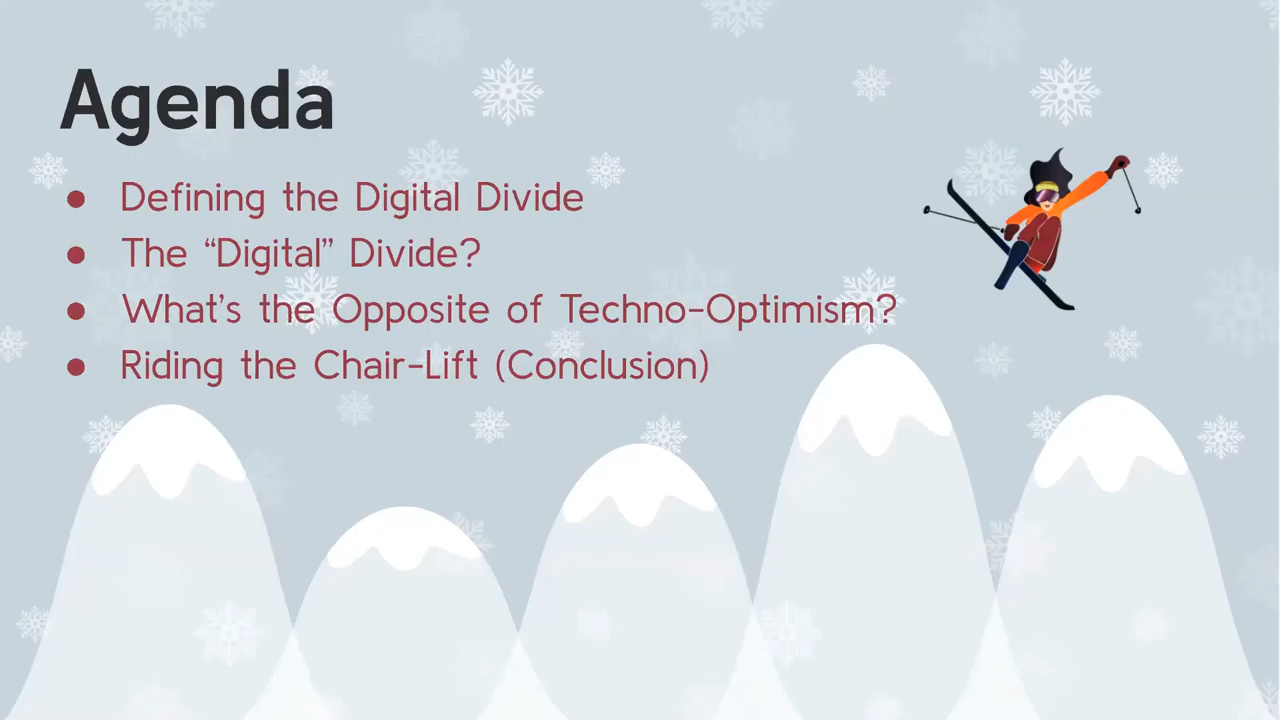 Agenda
● Defining the Digital Divide
● The “Digital” Divide?
● What’s the Opposite of Techno-Optimism?
● Riding the Chair-Lift (Conclusion)